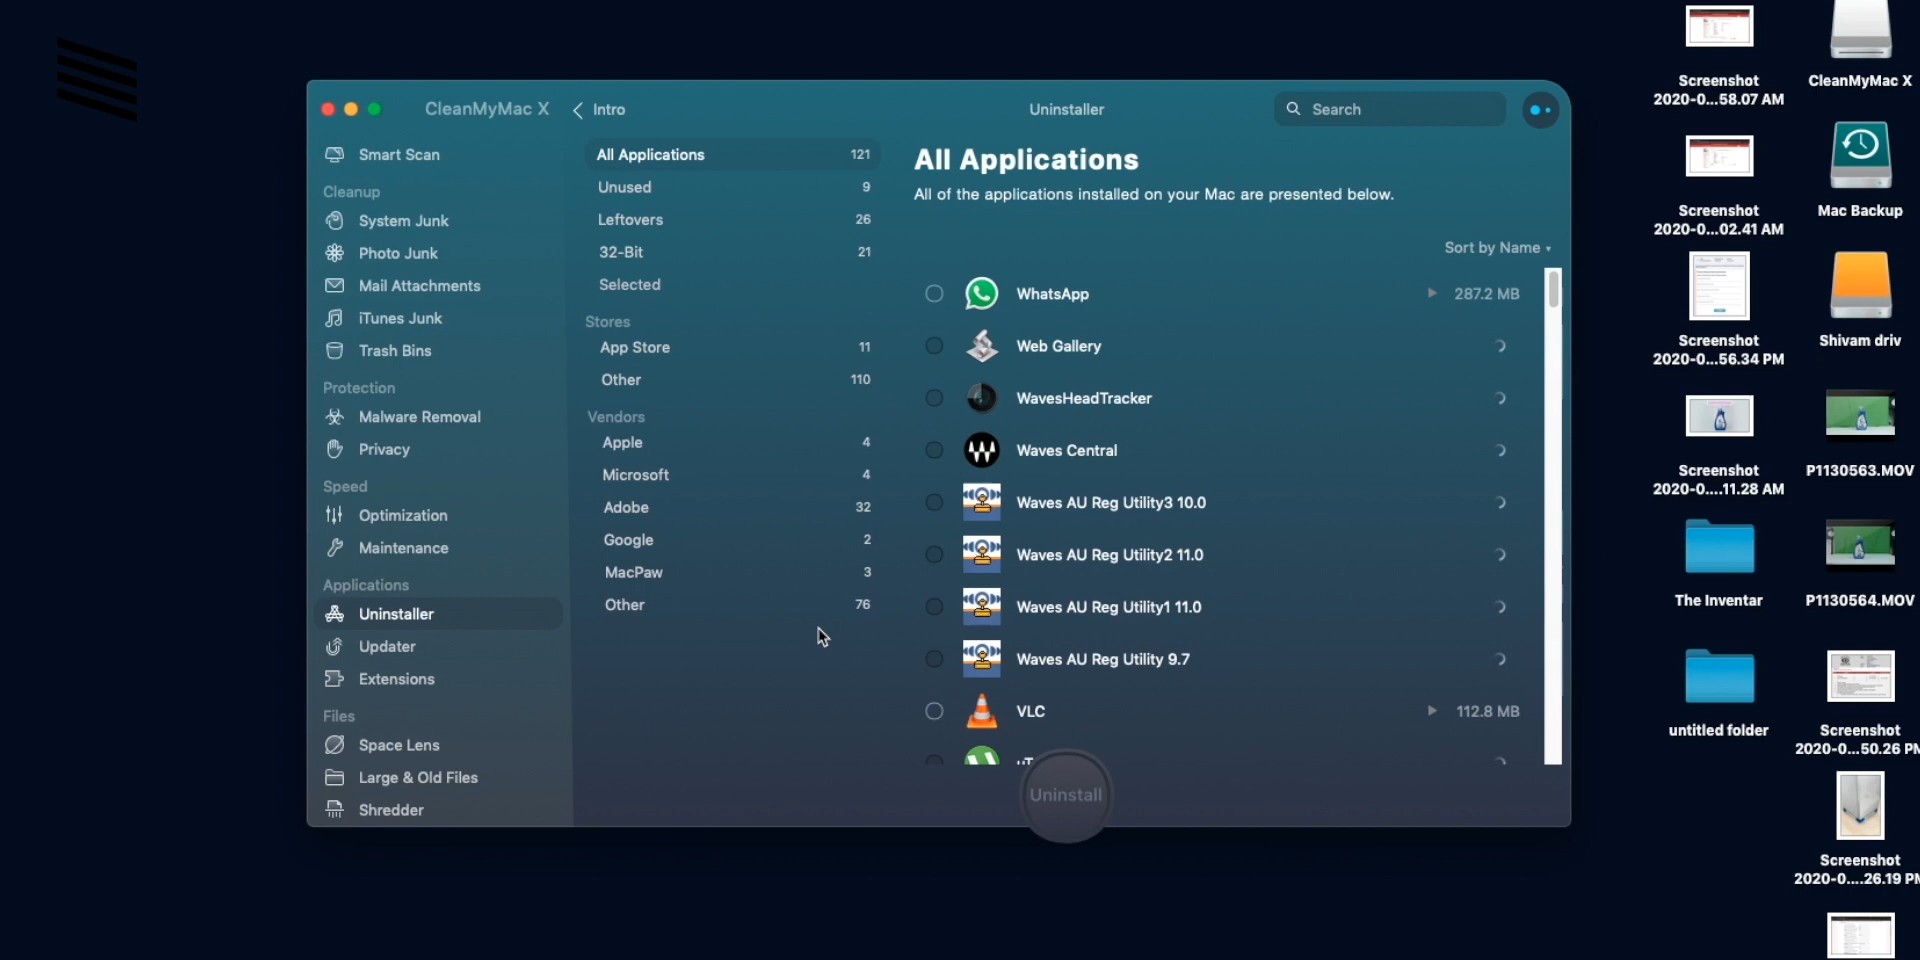 CleanMyMac X
Intro
Uninstaller
Search
Smart Scan
Cleanup
System Junk
Photo Junk
Mail Attachments
iTunes Junk
Trash Bins
Protection
Malware Removal
Privacy
Speed
Optimization
Maintenance
Applications
Uninstaller
Updater
Extensions
Files
Space Lens
Large & Old Files
Shredder
All Applications 121
Unused 9
Leftovers 26
32-Bit 21
Selected
Stores
App Store 11
Other 110
Vendors
Apple 4
Microsoft 4
Adobe 32
Google 2
MacPaw 3
Other 76
All Applications
All of the applications installed on your Mac are presented below.
Sort by Name
WhatsApp 287.2 MB
Web Gallery
WavesHeadTracker
Waves Central
Waves AU Reg Utility3 10.0
Waves AU Reg Utility2 11.0
Waves AU Reg Utility1 11.0
Waves AU Reg Utility 9.7
VLC 112.8 MB
Uninstall
Screenshot
2020-0...58.07 AM
Screenshot
2020-0...02.41 AM
Screenshot
2020-0...56.34 PM
Screenshot
2020-0....11.28 AM
The Inventar
untitled folder
CleanMyMac X
Mac Backup
Shivam driv
P1130563.MOV
P1130564.MOV
Screenshot
2020-0...50.26 PM
Screenshot
2020-0....26.19 PM